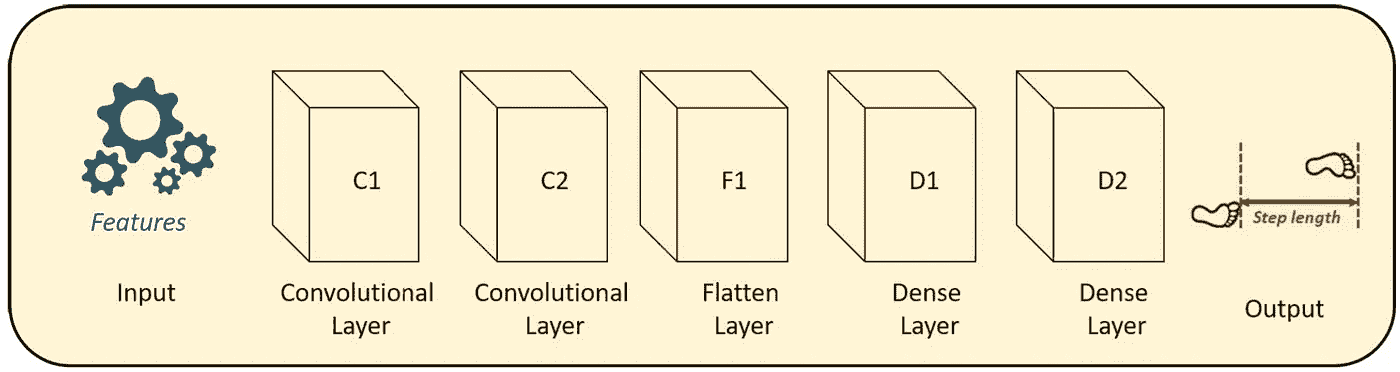 C1
C2
F1
D1
D2
Features
Step length
Input
Convolutional
Layer
Convolutional
Layer
Flatten
Layer
Dense
Layer
Dense
Layer
Output